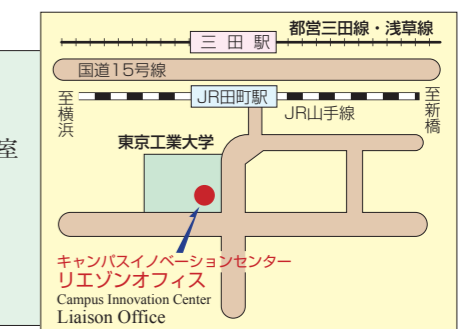 都営三田線・浅草線
三田駅
国道15号線
JR田町駅
至横浜
JR山手線
至新橋
室
東京工業大学
キャンパスイノベーションセンター
リエゾンオフィス
Campus Innovation Center
Liaison Office